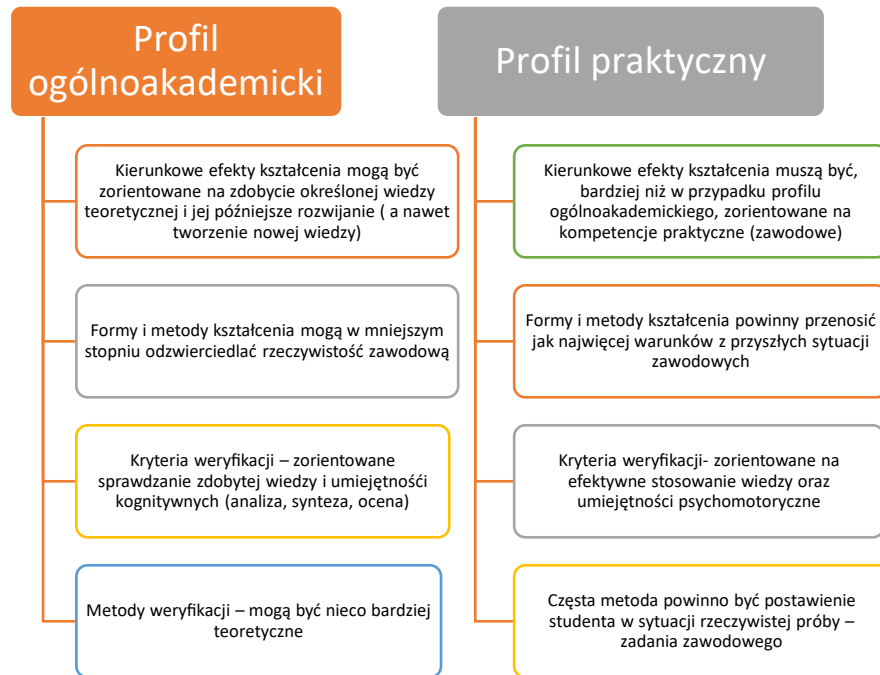 Profil
ogólnoakademicki
Kierunkowe efekty kształcenia mogą być
zorientowane na zdobycie określonej wiedzy
teoretycznej i jej późniejsze rozwijanie ( a nawet
tworzenie nowej wiedzy)
Formy i metody kształcenia mogą w mniejszym
stopniu odzwierciedlać rzeczywistość zawodową
Kryteria weryfikacji – zorientowane
sprawdzanie zdobytej wiedzy i umiejętnośći
kognitywnych (analiza, synteza, ocena)
Metody weryfikacji – mogą być nieco bardziej
teoretyczne
Profil praktyczny
Kierunkowe efekty kształcenia muszą być,
bardziej niż w przypadku profilu
ogólnoakademickiego, zorientowane na
kompetencje praktyczne (zawodowe)
Formy i metody kształcenia powinny przenosić
jak najwięcej warunków z przyszłych sytuacji
zawodowych
Kryteria weryfikacji- zorientowane na
efektywne stosowanie wiedzy oraz
umiejętności psychomotoryczne
Częsta metoda powinno być postawienie
studenta w sytuacji rzeczywistej próby –
zadania zawodowego